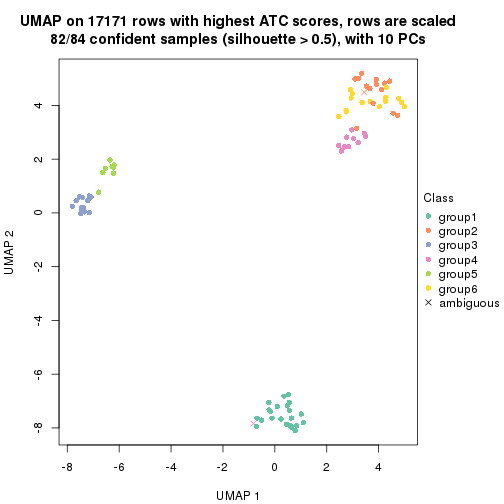 UMAP on 17171 rows with highest ATC scores, rows are scaled
82/84 confident samples (silhouette > 0.5), with 10 PCs
UMAP 2
4
2
0
-2
-4
-6
-8
-8
-6
-4
-2
0
2
4
UMAP 1
Class
group1
group2
group3
group4
group5
group6
ambiguous